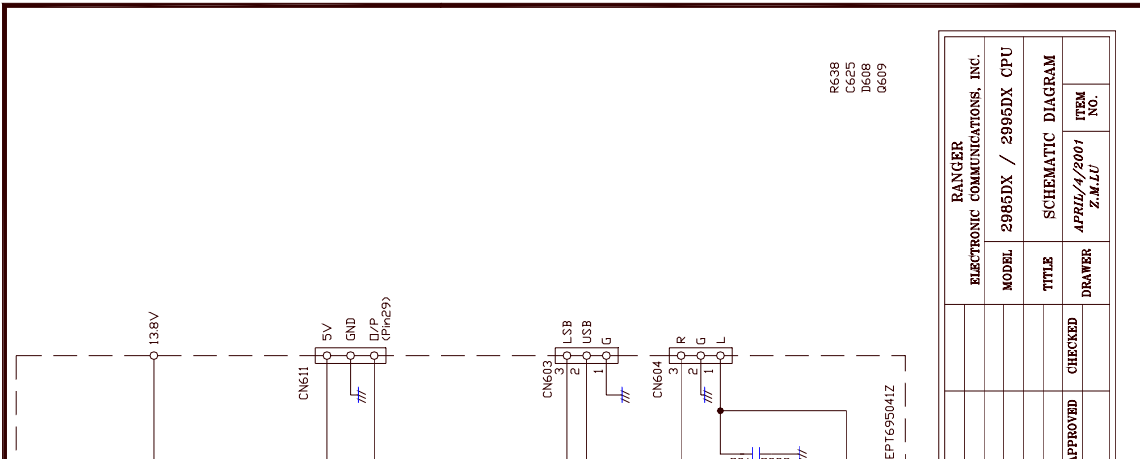 R638
C625
D608
Q609
RANGER
ELECTRONIC COMMUNICATIONS, INC.
MODEL 2985DX / 2995DX CPU
TITLE SCHEMATIC DIAGRAM
DRAWER APRIL/4/2001 Z.M.LU ITEM NO.
CHECKED
APPROVED
13.8V
5V
GND
O/P
(Pin29)
CN611
LSB
USB
G
CN603
3
2
1
R
G
L
CN604
3
2
1
EPT695041Z